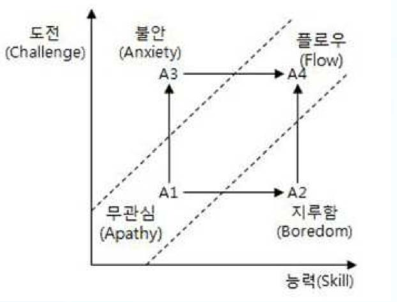 도전
(Challenge)
불안
(Anxiety)
플로우
(Flow)
A3
A4
A1
A2
무관심
(Apathy)
지루함
(Boredom)
능력(Skill)